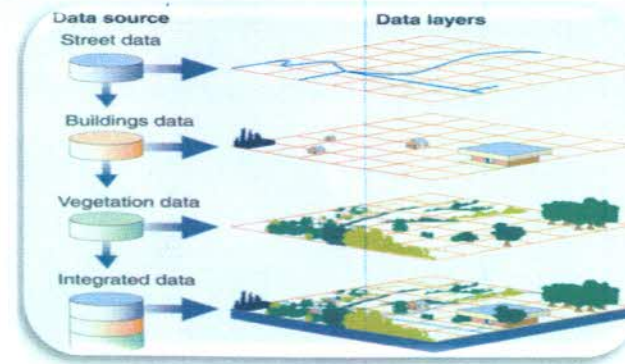 Data source
Data layers
Street data
Buildings data
Vegetation data
Integrated data